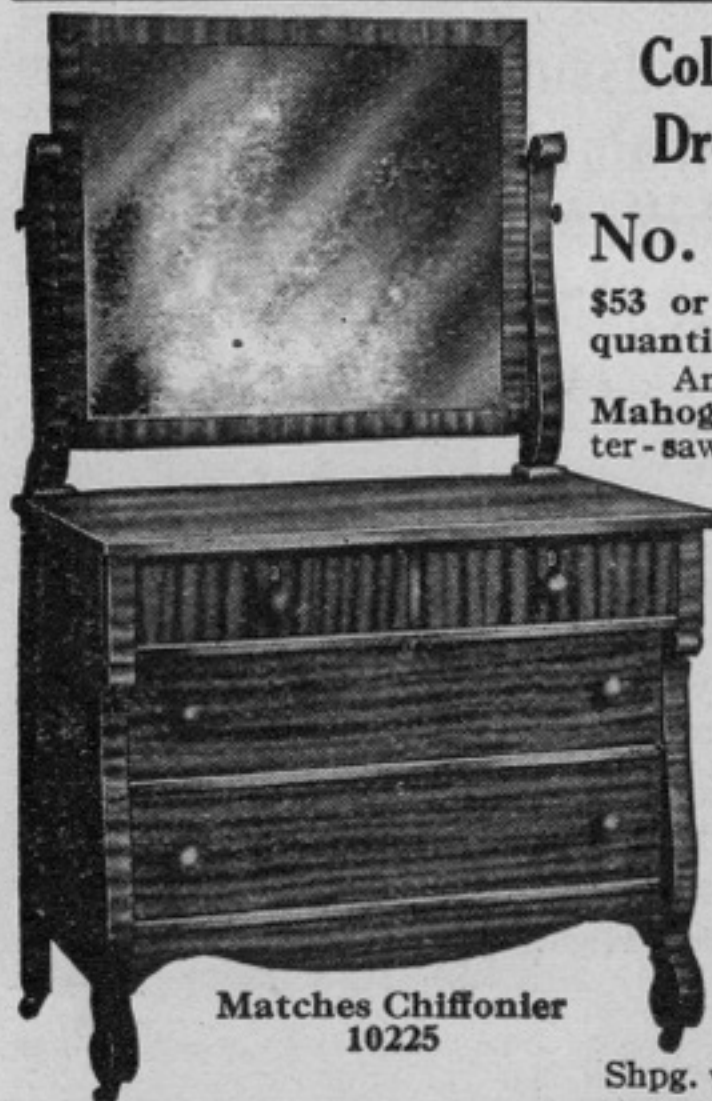 Col
Dr
No.
$53 or
quanti
An
Mahog
ter-saw
Matches Chiffonier
10225
Shpg.